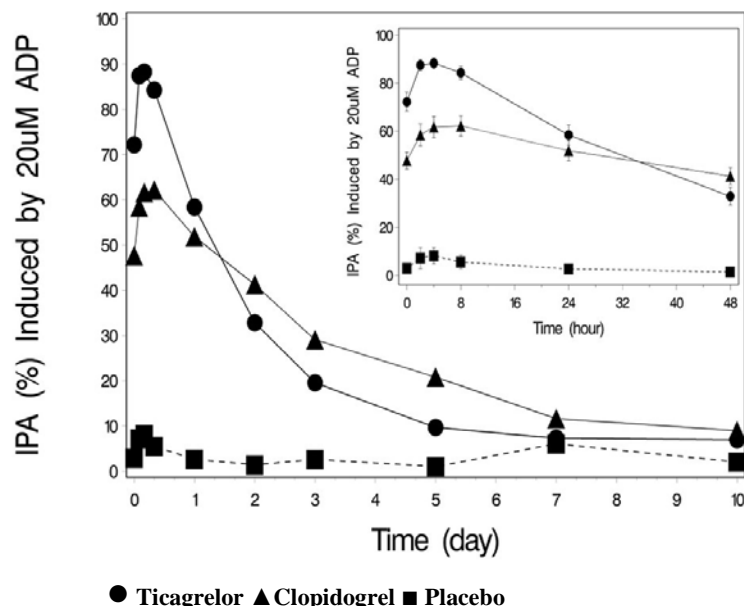 IPA (%) Induced by 20uM ADP
100
90
80
70
60
50
40
30
20
10
0
0 1 2 3 4 5 5 6 7 7 8 9 10
Time (day)
IPA (%) Induced by 20uM ADP
100
80
60
40
20
0
0 8 16 24 32 40 48
Time (hour)
Ticagrelor Clopidogrel Placebo